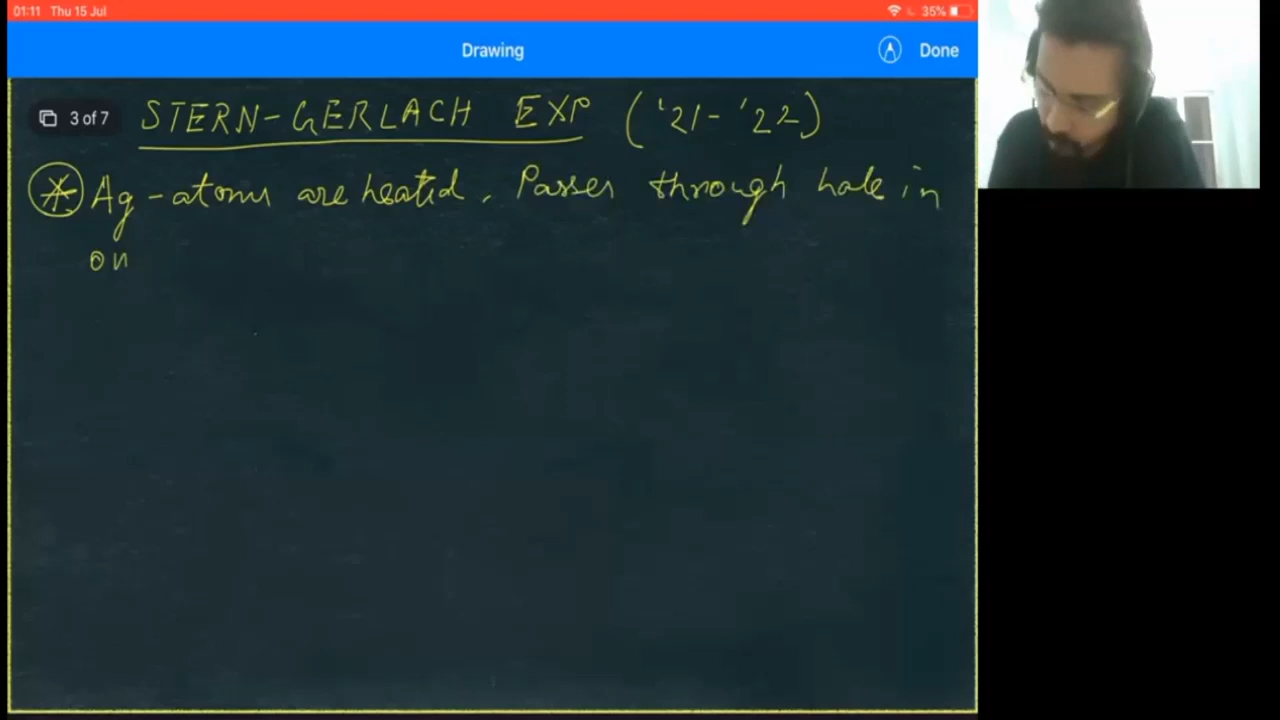 01:11 Thu 15 Jul
35%
Drawing
Done
3 of 7
STERN-GERLACH EXP ('21-'22)
* Ag-atoms are heated. Passes through hole in
on